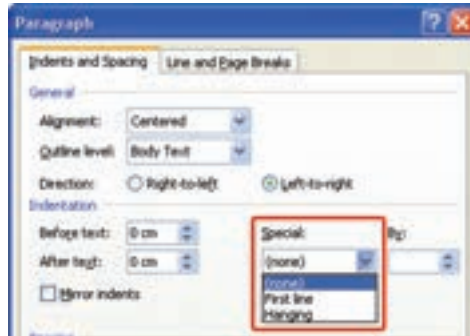 Paragraph
Indents and Spacing Line and Page Breaks
General
Alignment: Centered
Outline level: Body Text
Direction: Right-to-left Left-to-right
Indentation
Before text: 0 cm Special: By:
After text: 0 cm (none)
Mirror indents (none)
First line
Hanging